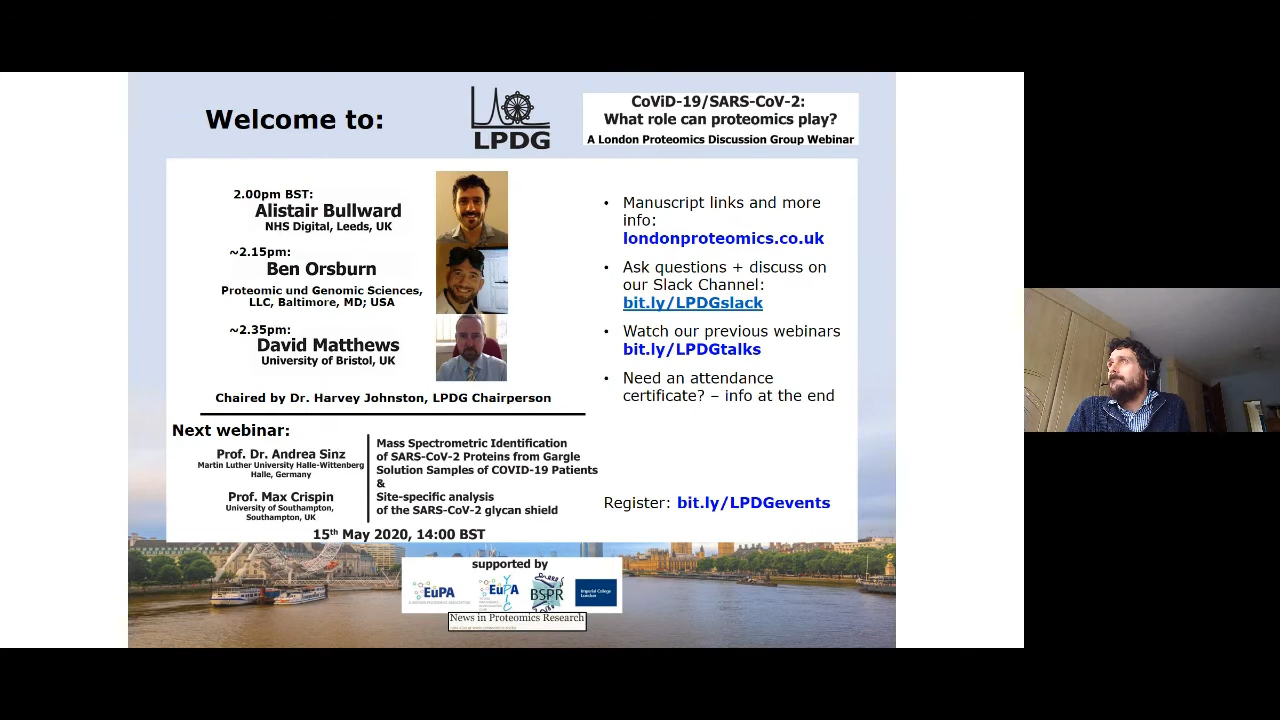 Welcome to:
LPDG
CoViD-19/SARS-CoV-2:
What role can proteomics play?
A London Proteomics Discussion Group Webinar
2.00pm BST:
Alistair Bullward
NHS Digital, Leeds, UK
~2.15pm:
Ben Orsburn
Proteomic und Genomic Sciences,
LLC, Baltimore, MD; USA
~2.35pm:
David Matthews
University of Bristol, UK
Chaired by Dr. Harvey Johnston, LPDG Chairperson
• Manuscript links and more
info:
londonproteomics.co.uk
• Ask questions + discuss on
our Slack Channel:
bit.ly/LPDGslack
• Watch our previous webinars
bit.ly/LPDGtalks
• Need an attendance
certificate? – info at the end
Next webinar:
Prof. Dr. Andrea Sinz
Martin Luther University Halle-Wittenberg
Halle, Germany
Prof. Max Crispin
University of Southampton,
Southampton, UK
Mass Spectrometric Identification
of SARS-CoV-2 Proteins from Gargle
Solution Samples of COVID-19 Patients
&
Site-specific analysis
of the SARS-CoV-2 glycan shield
15th May 2020, 14:00 BST
Register: bit.ly/LPDGevents
supported by
EuPA
EuPA
YPIC
BSPR
Imperial College
London
News in Proteomics Research